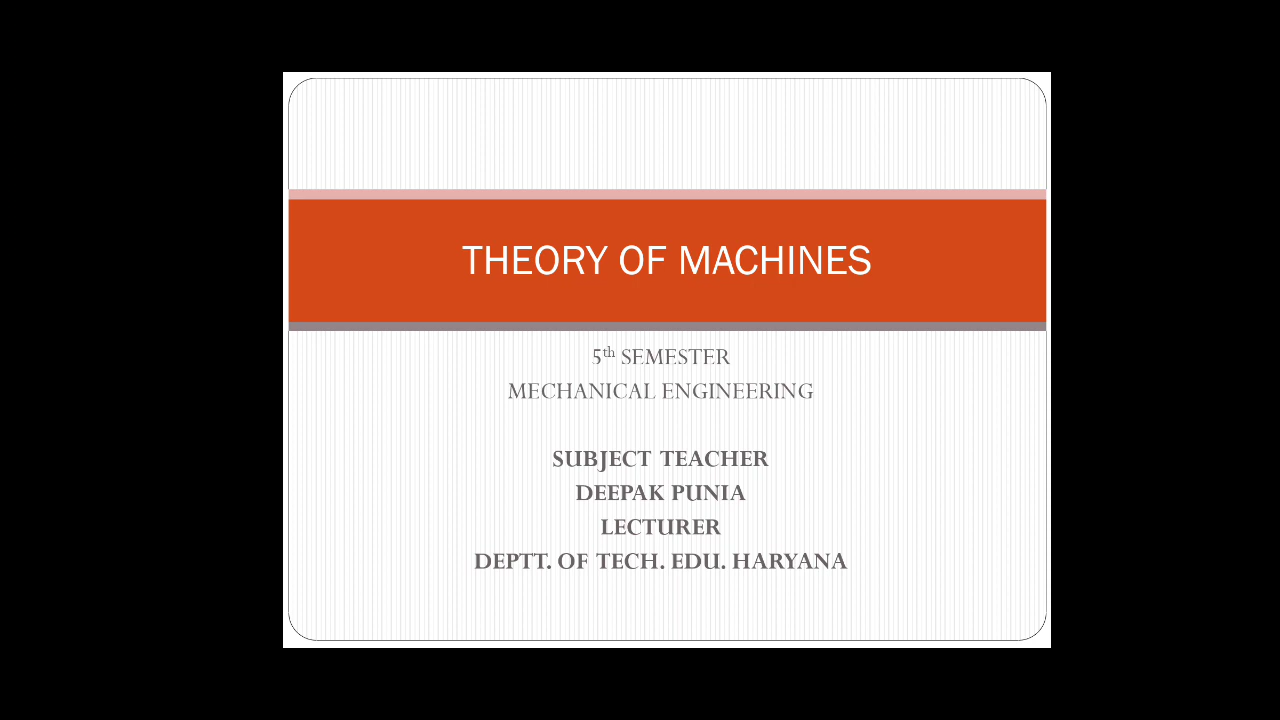 THEORY OF MACHINES
5th SEMESTER
MECHANICAL ENGINEERING
SUBJECT TEACHER
DEEPAK PUNIA
LECTURER
DEPTT. OF TECH. EDU. HARYANA